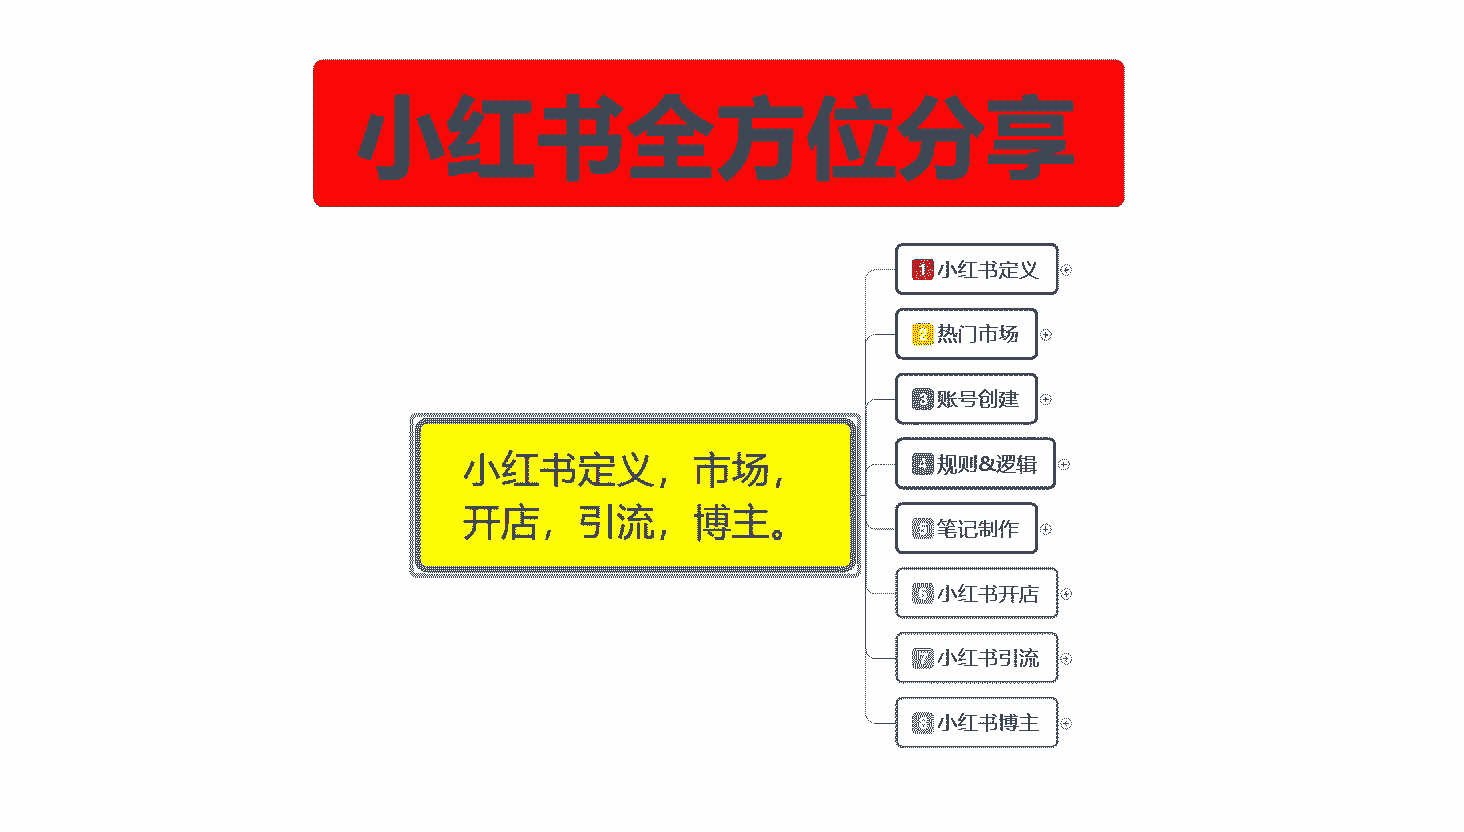 小红书全方位分享
小红书定义，市场，
开店，引流，博主。
1 小红书定义
2 热门市场
3 账号创建
4 规则&逻辑
5 笔记制作
6 小红书开店
7 小红书引流
8 小红书博主